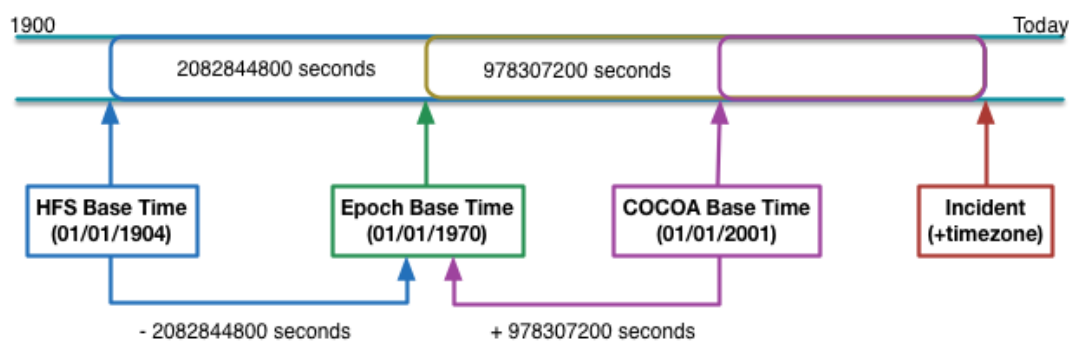 1900
Today
2082844800 seconds
978307200 seconds
HFS Base Time
(01/01/1904)
Epoch Base Time
(01/01/1970)
COCOA Base Time
(01/01/2001)
Incident
(+timezone)
- 2082844800 seconds
+ 978307200 seconds